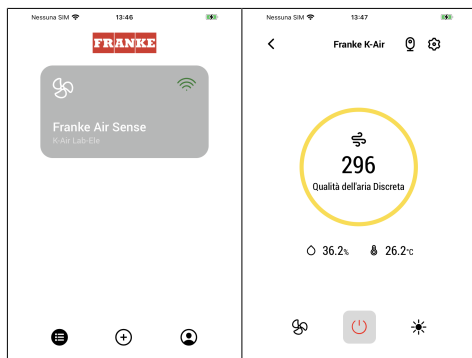 Nessuna SIM 13:46
FRANKE
Franke Air Sense
K-Air Lab-Ele
Nessuna SIM 13:47
Franke K-Air
296
Qualità dell'aria Discreta
36.2% 26.2°C